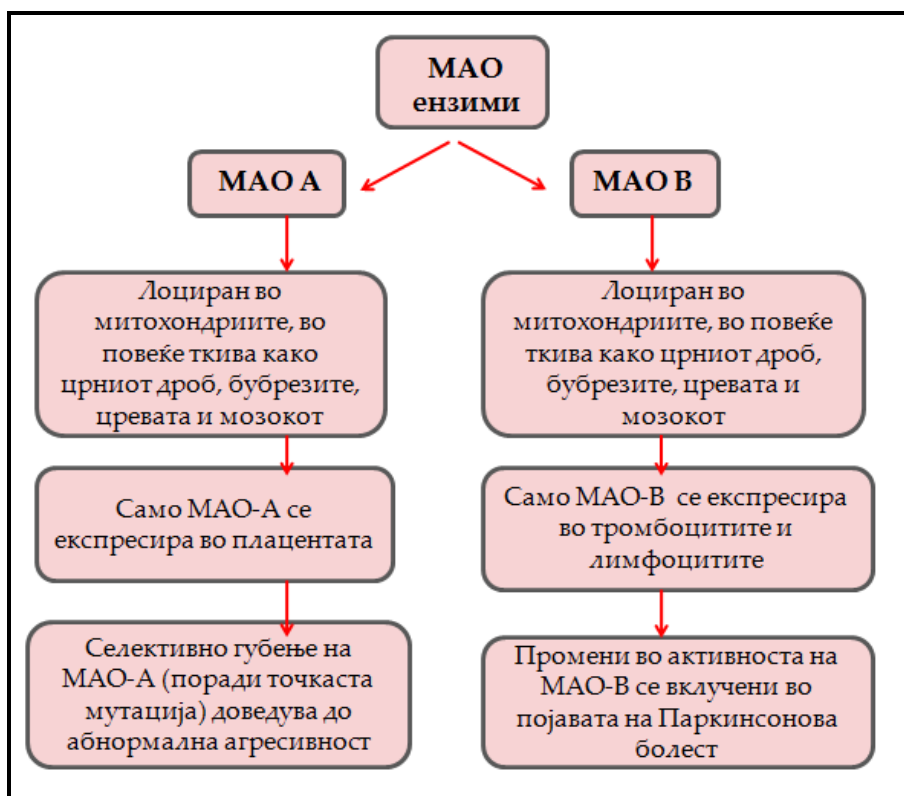 МАО
ензими
МАО А
МАО В
Лоциран во
митохондриите, во
повеќе ткива како
црниот дроб, бубрезите,
цревата и мозокот
Лоциран во
митохондриите, во повеќе
ткива како црниот дроб,
бубрезите, цревата и
мозокот
Само МАО-А се
експресира во плацентата
Само МАО-В се експресира
во тромбоцитите и
лимфоцитите
Селективно губење на
МАО-А (поради точкаста
мутација) доведува до
абнормална агресивност
Промени во активноста на
МАО-В се вклучени во
појавата на Паркинсонова
болест